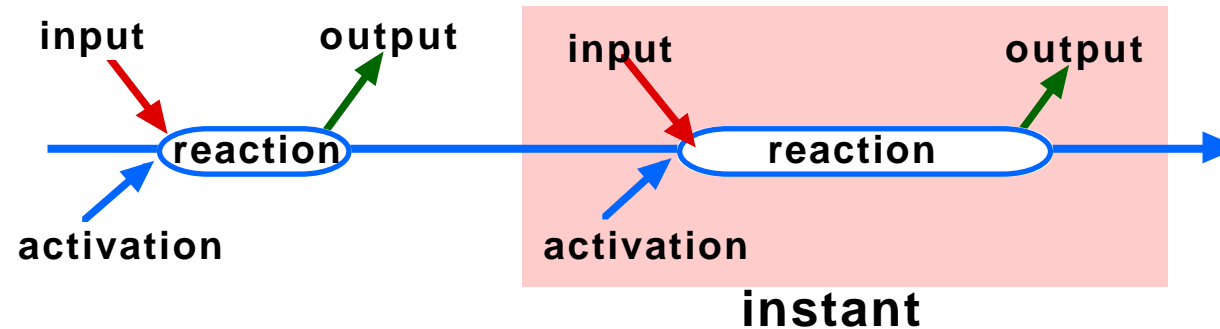 input output input output
reaction reaction
activation activation
instant